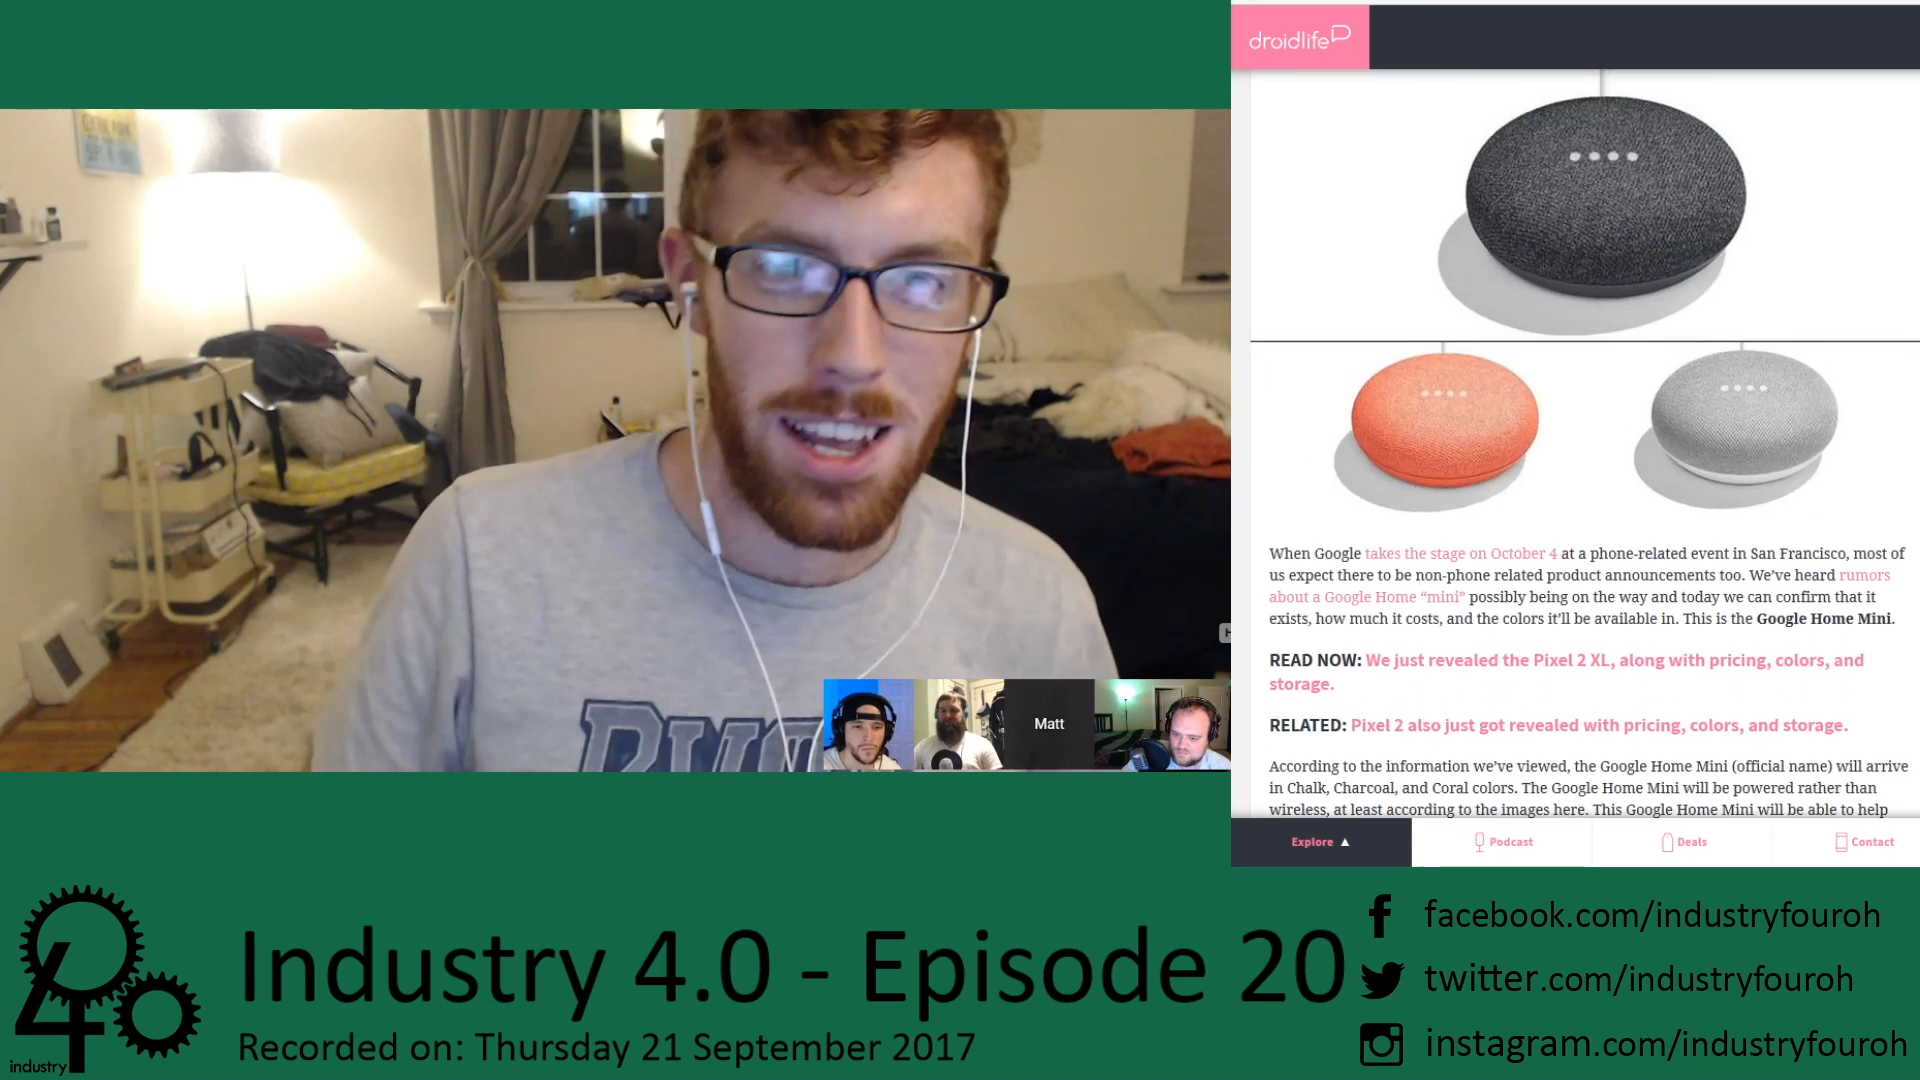 droidlife
When Google takes the stage on October 4 at a phone-related event in San Francisco, most of
us expect there to be non-phone related product announcements too. We've heard rumors
about a Google Home “mini” possibly being on the way and today we can confirm that it
exists, how much it costs, and the colors it'll be available in. This is the Google Home Mini.
READ NOW: We just revealed the Pixel 2 XL, along with pricing, colors, and
storage.
RELATED: Pixel 2 also just got revealed with pricing, colors, and storage.
According to the information we've viewed, the Google Home Mini (official name) will arrive
in Chalk, Charcoal, and Coral colors. The Google Home Mini will be powered rather than
wireless, at least according to the images here. This Google Home Mini will be able to help
Explore ▲
Podcast
Deals
Contact
Matt
4.0
industry
Industry 4.0 - Episode 20
Recorded on: Thursday 21 September 2017
facebook.com/industryfouroh
twitter.com/industryfouroh
instagram.com/industryfouroh